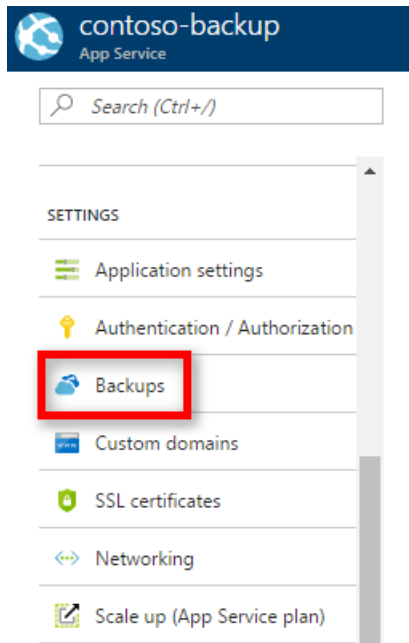 contoso-backup
App Service
Search (Ctrl+/)
SETTINGS
Application settings
Authentication / Authorization
Backups
www
Custom domains
SSL certificates
Networking
Scale up (App Service plan)